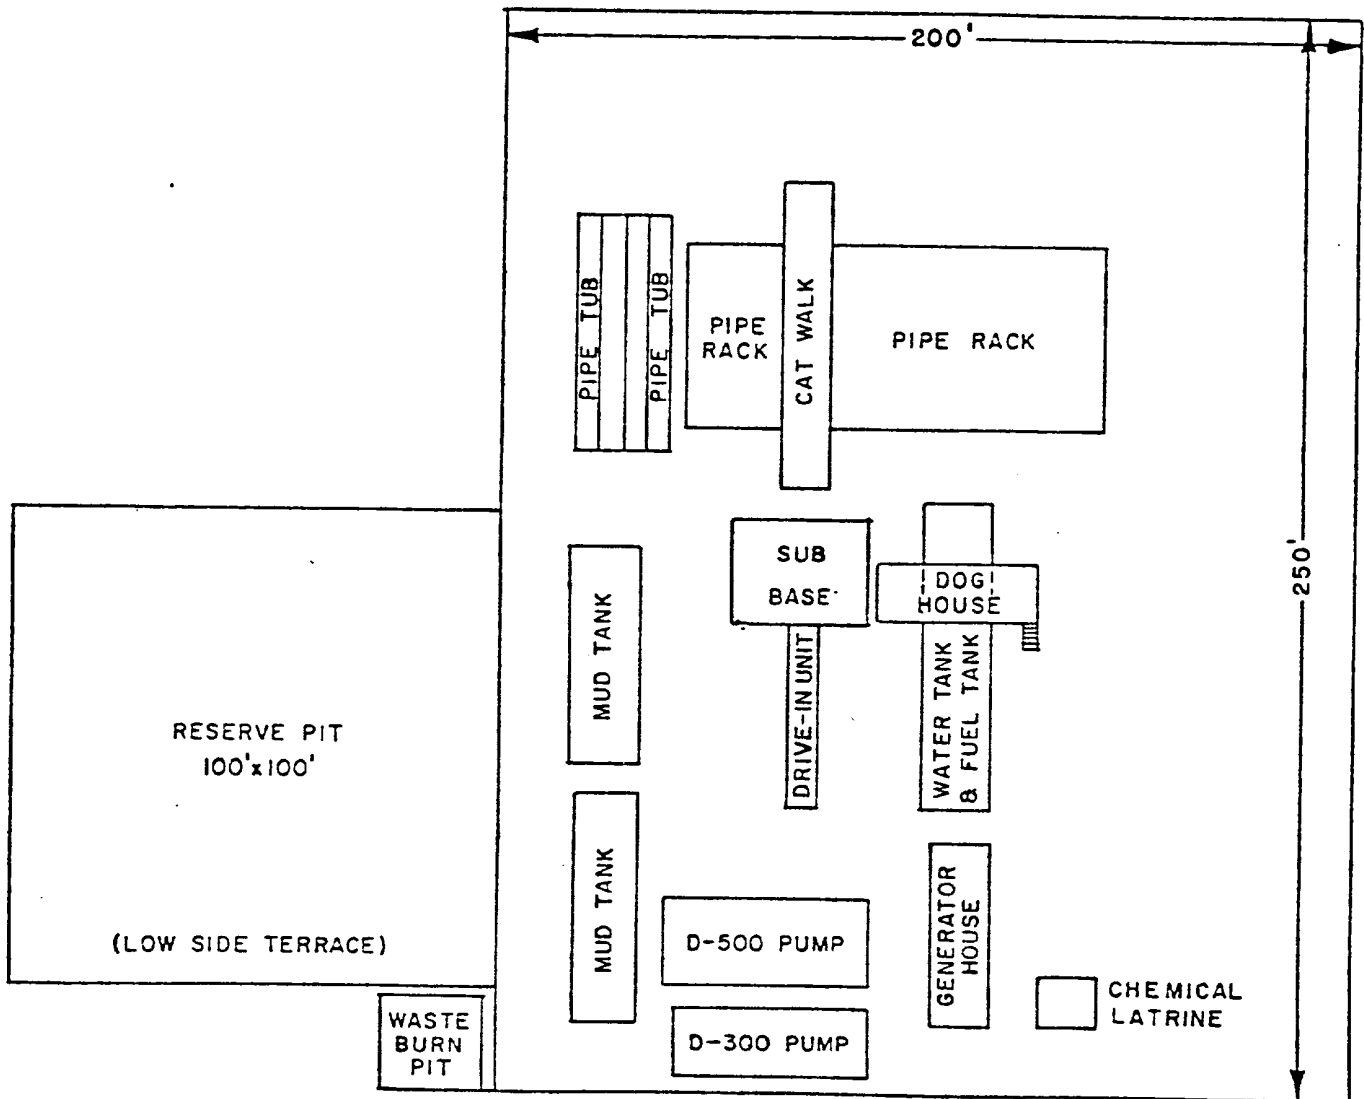 200'
250'
PIPE TUB
PIPE TUB
PIPE
RACK
CAT WALK
PIPE RACK
SUB
BASE
DOG
HOUSE
MUD TANK
DRIVE-IN UNIT
WATER TANK
& FUEL TANK
RESERVE PIT
100'x100'
(LOW SIDE TERRACE)
MUD TANK
D-500 PUMP
GENERATOR
HOUSE
CHEMICAL
LATRINE
WASTE
BURN
PIT
D-300 PUMP